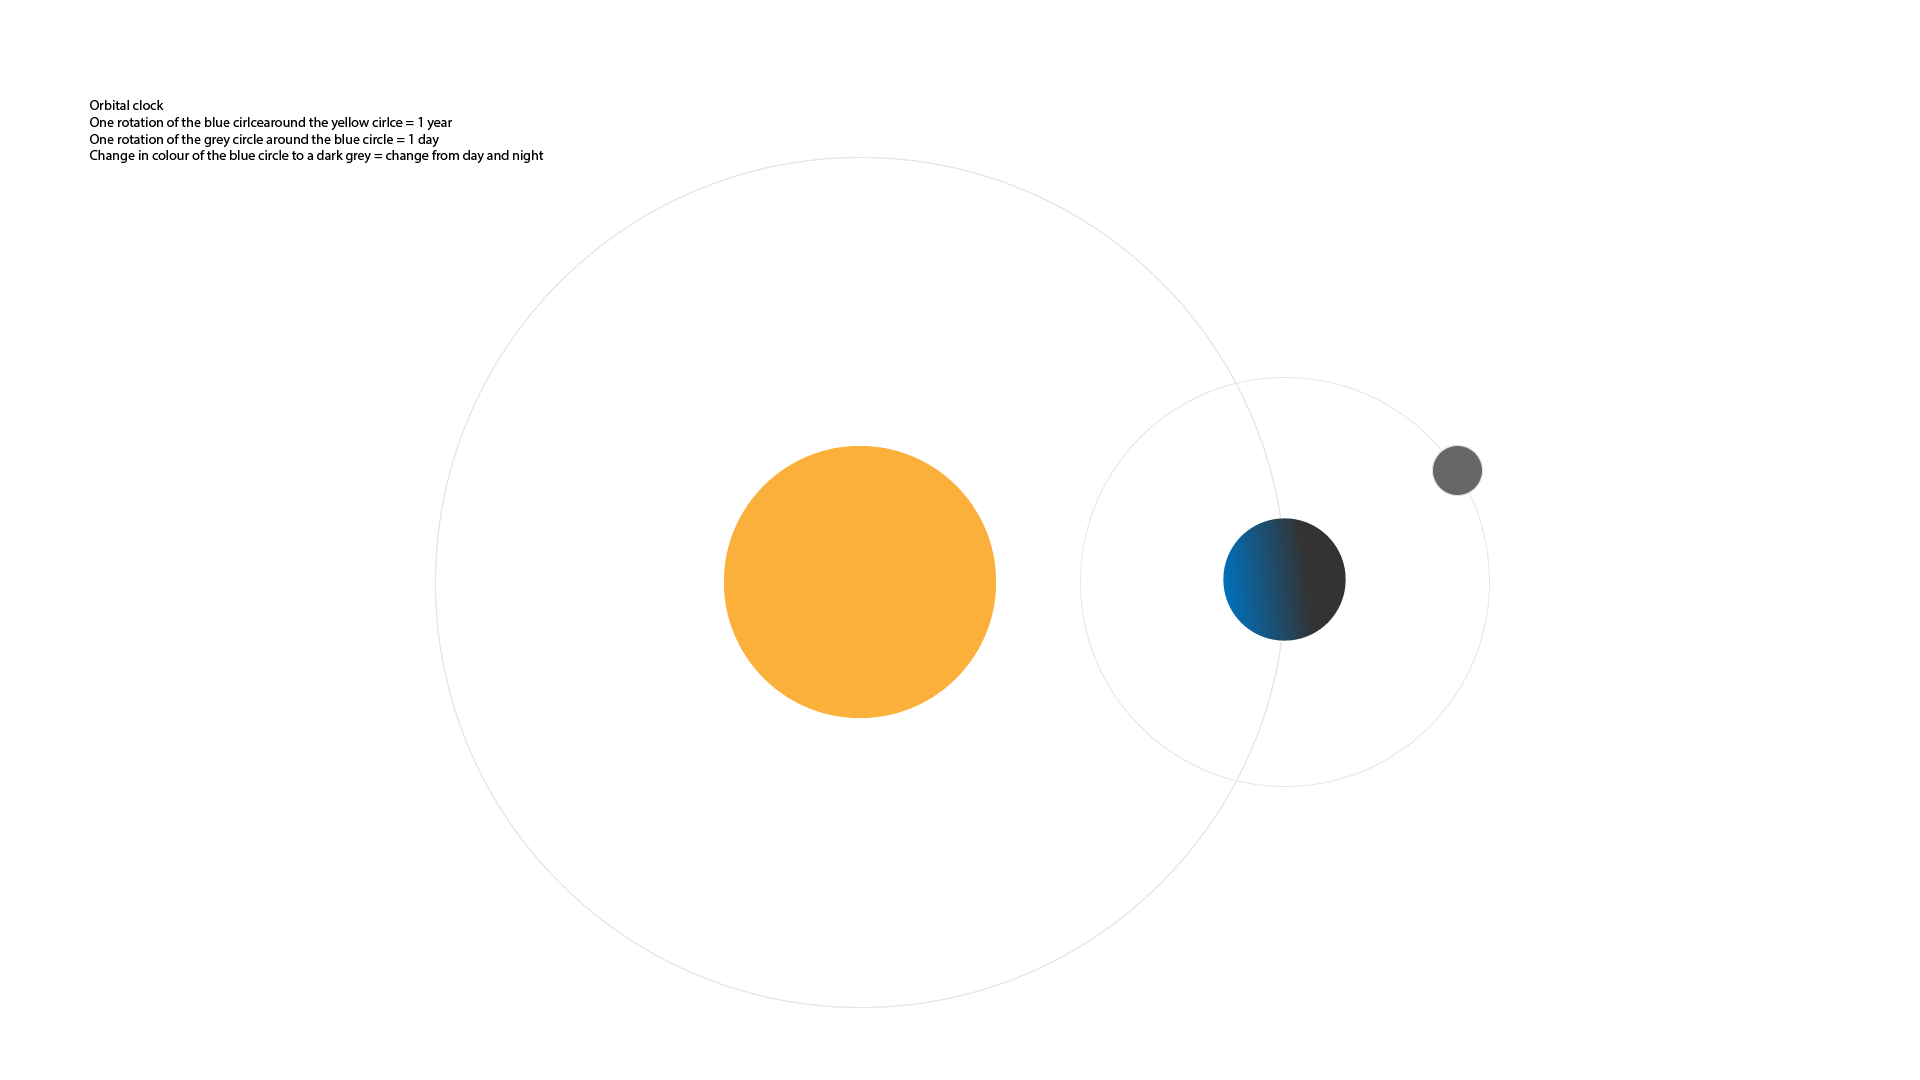 Orbital clock
One rotation of the blue cirlcearound the yellow cirlce = 1 year
One rotation of the grey circle around the blue circle = 1 day
Change in colour of the blue circle to a dark grey = change from day and night